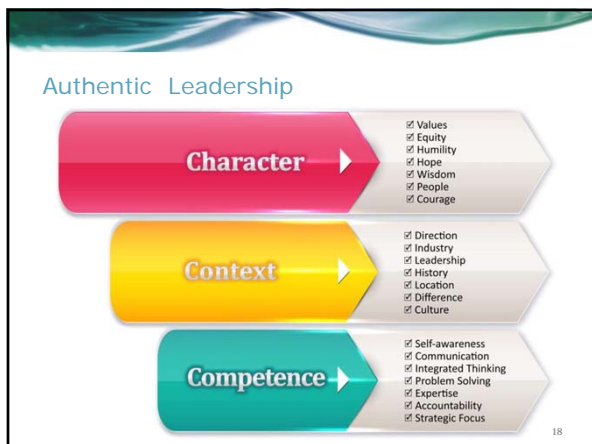 Authentic Leadership
Character
☑ Values
☑ Equity
☑ Humility
☑ Hope
☑ Wisdom
☑ People
☑ Courage
Context
☑ Direction
☑ Industry
☑ Leadership
☑ History
☑ Location
☑ Difference
☑ Culture
Competence
☑ Self-awareness
☑ Communication
☑ Integrated Thinking
☑ Problem Solving
☑ Expertise
☑ Accountability
☑ Strategic Focus
18